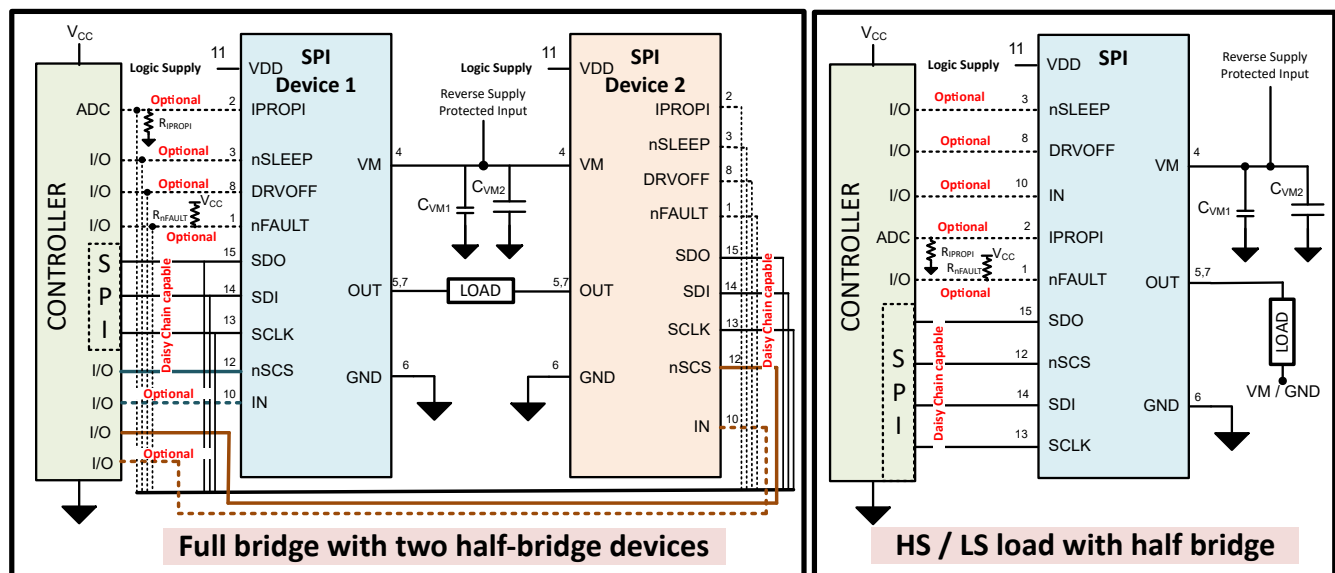 VCC
CONTROLLER
ADC
I/O
I/O
I/O
S
P
I
I/O
I/O
I/O
I/O
Optional
RIPROPI
Optional
Optional
RnFAULT
VCC
Optional
Daisy Chain capable
Optional
Optional
Logic Supply
11
2
3
8
1
15
14
13
12
10
SPI
Device 1
VDD
IPROPI
nSLEEP
DRVOFF
nFAULT
SDO
SDI
SCLK
nSCS
IN
VM
OUT
GND
4
5,7
6
Reverse Supply
Protected Input
CVM1
CVM2
LOAD
Logic Supply
11
4
5,7
6
SPI
Device 2
VDD
VM
OUT
GND
IPROPI
nSLEEP
DRVOFF
nFAULT
SDO
SDI
SCLK
nSCS
IN
2
3
8
1
15
14
13
12
10
Daisy Chain capable
Full bridge with two half-bridge devices
VCC
CONTROLLER
I/O
I/O
I/O
ADC
I/O
S
P
I
Logic Supply
11
Optional
3
Optional
8
Optional
10
Optional
2
RIPROPI
RnFAULT
VCC
1
Optional
Daisy Chain capable
15
12
14
13
SPI
VDD
nSLEEP
DRVOFF
IN
IPROPI
nFAULT
SDO
nSCS
SDI
SCLK
VM
OUT
GND
4
5,7
6
Reverse Supply
Protected Input
CVM1
CVM2
LOAD
VM / GND
HS / LS load with half bridge